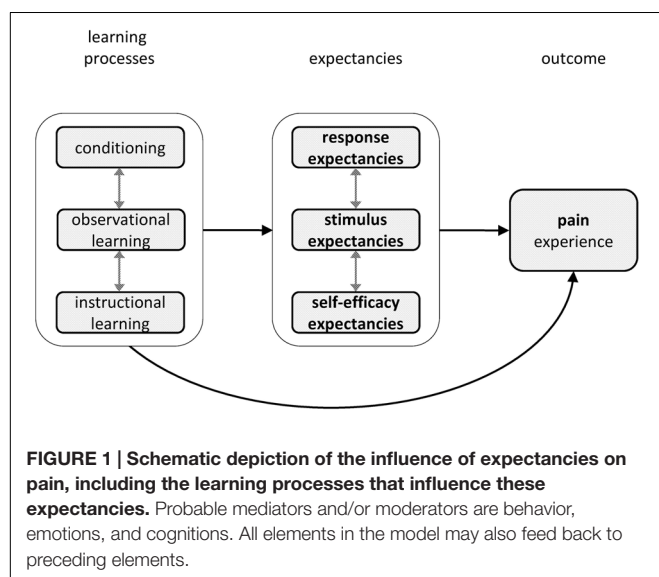 learning
processes
expectancies
outcome
conditioning
observational
learning
instructional
learning
response
expectancies
stimulus
expectancies
self-efficacy
expectancies
pain
experience
FIGURE 1 | Schematic depiction of the influence of expectancies on
pain, including the learning processes that influence these
expectancies. Probable mediators and/or moderators are behavior,
emotions, and cognitions. All elements in the model may also feed back to
preceding elements.